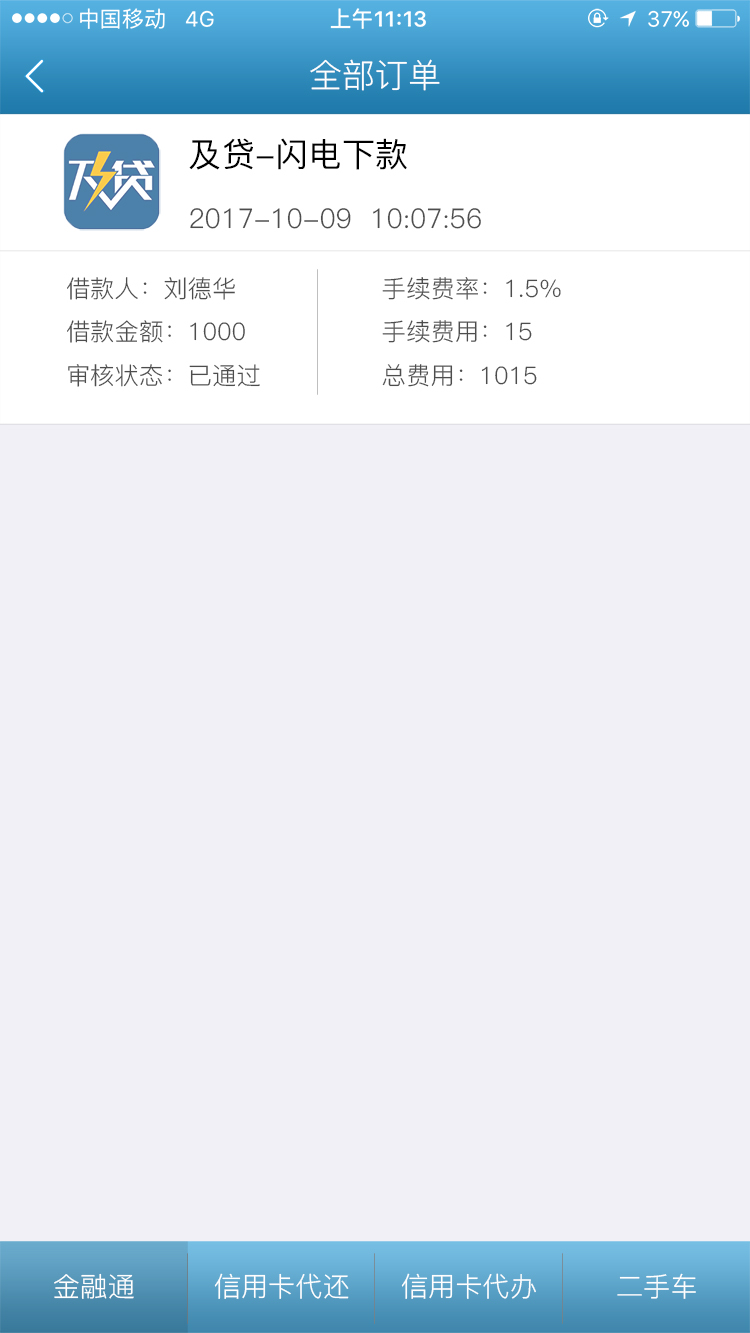 中国移动 4G 上午11:13 37%
全部订单
及贷
及贷-闪电下款
2017-10-09 10:07:56
借款人：刘德华
借款金额：1000
审核状态：已通过
手续费率：1.5%
手续费用：15
总费用：1015
金融通 信用卡代还 信用卡代办 二手车